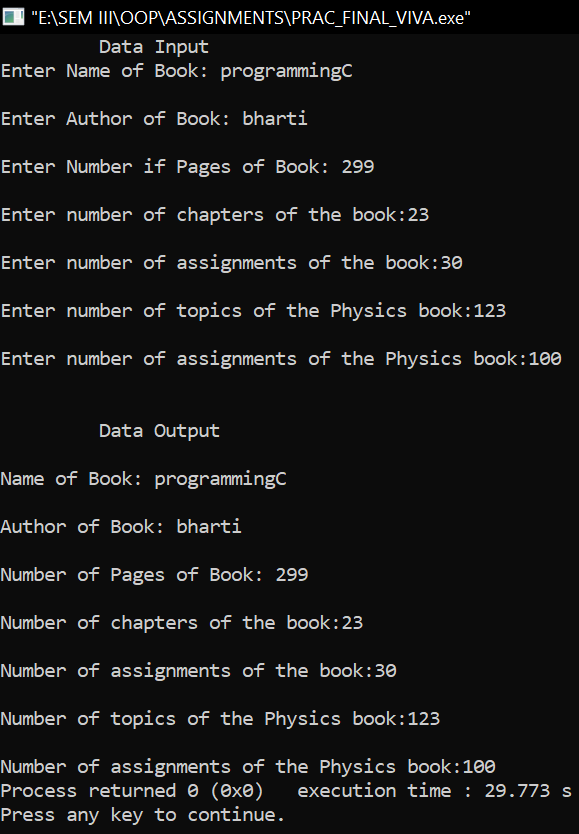 "E:\SEM III\OOP\ASSIGNMENTS\PRAC_FINAL_VIVA.exe"
Data Input
Enter Name of Book: programmingC
Enter Author of Book: bharti
Enter Number if Pages of Book: 299
Enter number of chapters of the book:23
Enter number of assignments of the book:30
Enter number of topics of the Physics book:123
Enter number of assignments of the Physics book:100
Data Output
Name of Book: programmingC
Author of Book: bharti
Number of Pages of Book: 299
Number of chapters of the book:23
Number of assignments of the book:30
Number of topics of the Physics book:123
Number of assignments of the Physics book:100
Process returned 0 (0x0)   execution time : 29.773 s
Press any key to continue.